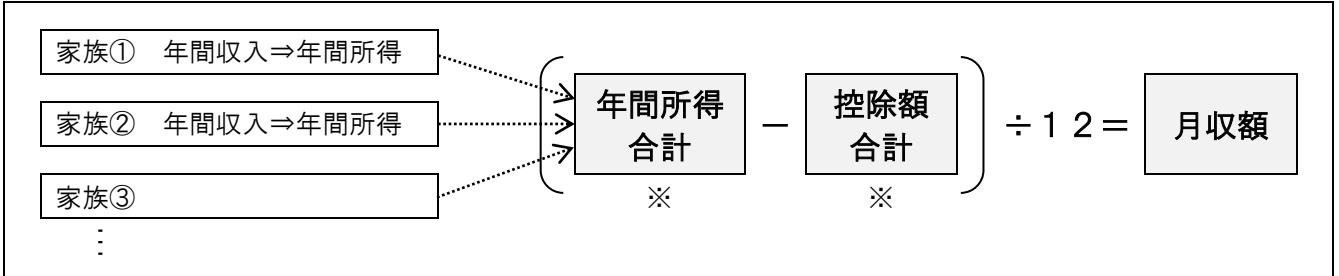 家族① 年間収入⇒年間所得
家族② 年間収入⇒年間所得
家族③
⋮
(
年間所得
合計
※
－
控除額
合計
※
)
÷１２＝
月収額